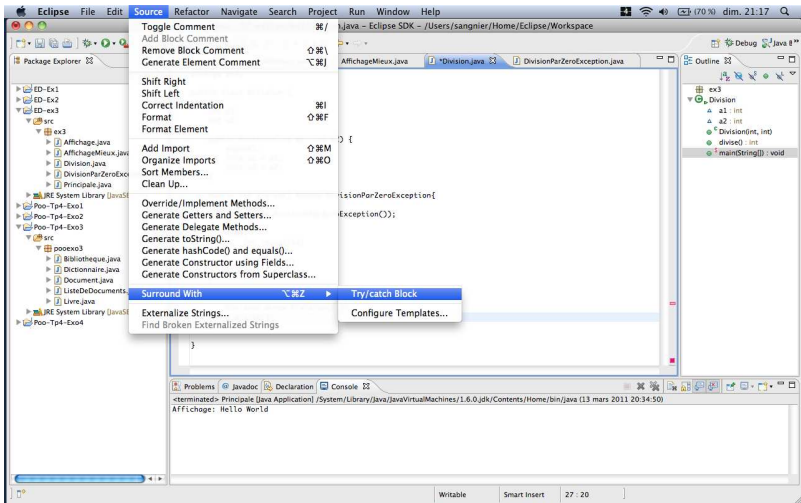 Eclipse File Edit Source Refactor Navigate Search Project Run Window Help (70 %) dim. 21:17
.java – Eclipse SDK – /Users/sangnier/Home/Eclipse/Workspace
Debug Java
Package Explorer
ED-Ex1
ED-Ex2
ED-ex3
src
ex3
Affichage.java
AffichageMieux.java
Division.java
DivisionParZeroExc
Principale.java
JRE System Library [JavaSE
Poo-Tp4-Exo1
Poo-Tp4-Exo2
Poo-Tp4-Exo3
src
pooexo3
Bibliotheque.java
Dictionnaire.java
Document.java
ListeDeDocuments.
Livre.java
JRE System Library [JavaSE
Poo-Tp4-Exo4
Toggle Comment ⌘/
Add Block Comment
Remove Block Comment ⇧⌘\
Generate Element Comment ⌥⌘J
Shift Right
Shift Left
Correct Indentation ⌘I
Format ⇧⌘F
Format Element
Add Import ⇧⌘M
Organize Imports ⇧⌘O
Sort Members...
Clean Up...
Override/Implement Methods...
Generate Getters and Setters...
Generate Delegate Methods...
Generate toString()...
Generate hashCode() and equals()...
Generate Constructor using Fields...
Generate Constructors from Superclass...
Surround With ⌥⌘Z
Externalize Strings...
Find Broken Externalized Strings
Try/catch Block
Configure Templates...
AffichageMieux.java *Division.java DivisionParZeroException.java
) {
isionParZeroException{
xception());
}
Outline
ex3
Division
a1 : int
a2 : int
Division(int, int)
divise() : int
main(String[]) : void
Problems @ Javadoc Declaration Console
<terminated> Principale [Java Application] /System/Library/Java/JavaVirtualMachines/1.6.0.jdk/Contents/Home/bin/java (13 mars 2011 20:34:50)
Affichage: Hello World
Writable Smart Insert 27 : 20